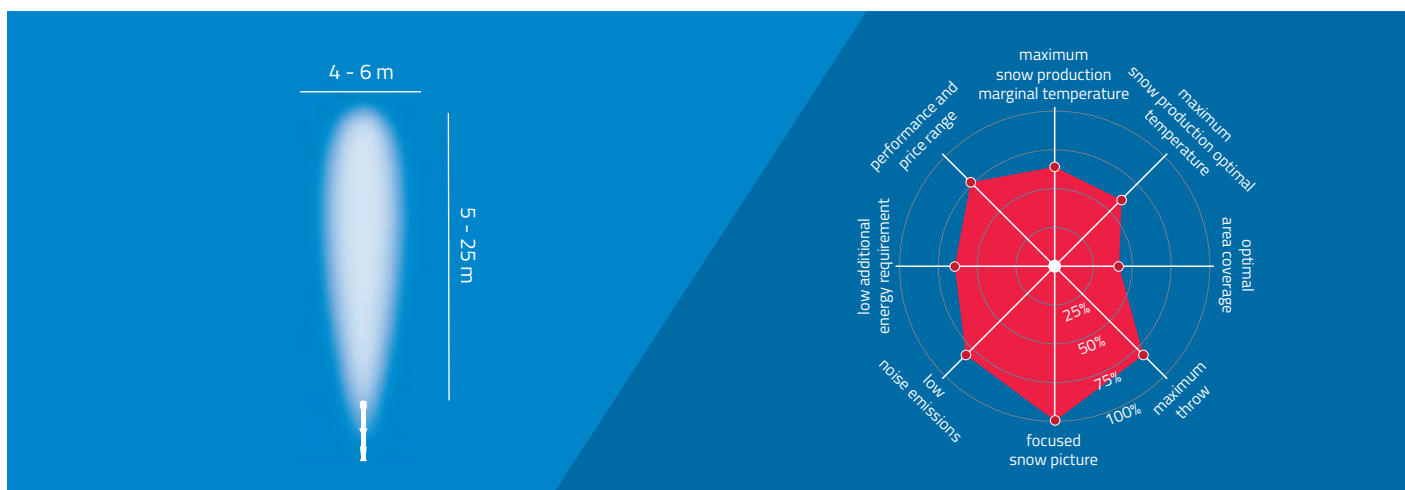 4 - 6 m
5 - 25 m
maximum
snow production
marginal temperature
maximum
snow production optimal
temperature
optimal
area coverage
maximum
throw
focused
snow picture
low
noise emissions
low additional
energy requirement
performance and
price range
25%
50%
75%
100%